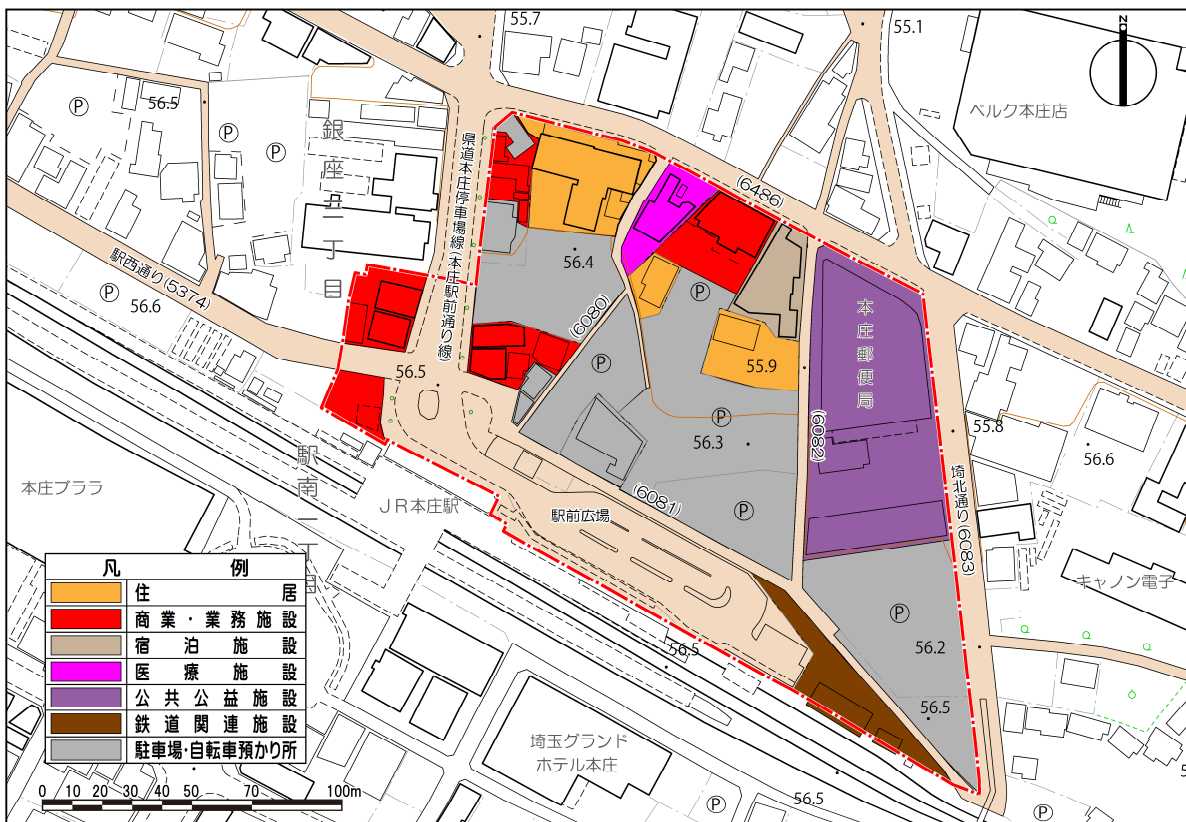 55.7
55.1
N
ベルク本庄店
Ⓟ
56.5
Ⓟ
Ⓟ
銀座三丁目
県道本庄停車場線(本庄駅前通り線)
(6486)
駅西通り(5374)
Ⓟ
56.6
56.4
Ⓟ
(6080)
本庄郵便局
Ⓟ
55.9
56.5
Ⓟ
56.3
(6082)
55.8
56.6
駅南一丁目
本庄プララ
JR本庄駅
(6081)
Ⓟ
駅前広場
埼北通り(6083)
キャノン電子
Ⓟ
56.2
56.5
56.5
凡例
住居
商業・業務施設
宿泊施設
医療施設
公共公益施設
鉄道関連施設
駐車場・自転車預かり所
埼玉グランド
ホテル本庄
0 10 20 30 40 50 70 100m
56.5
Ⓟ
Ⓟ